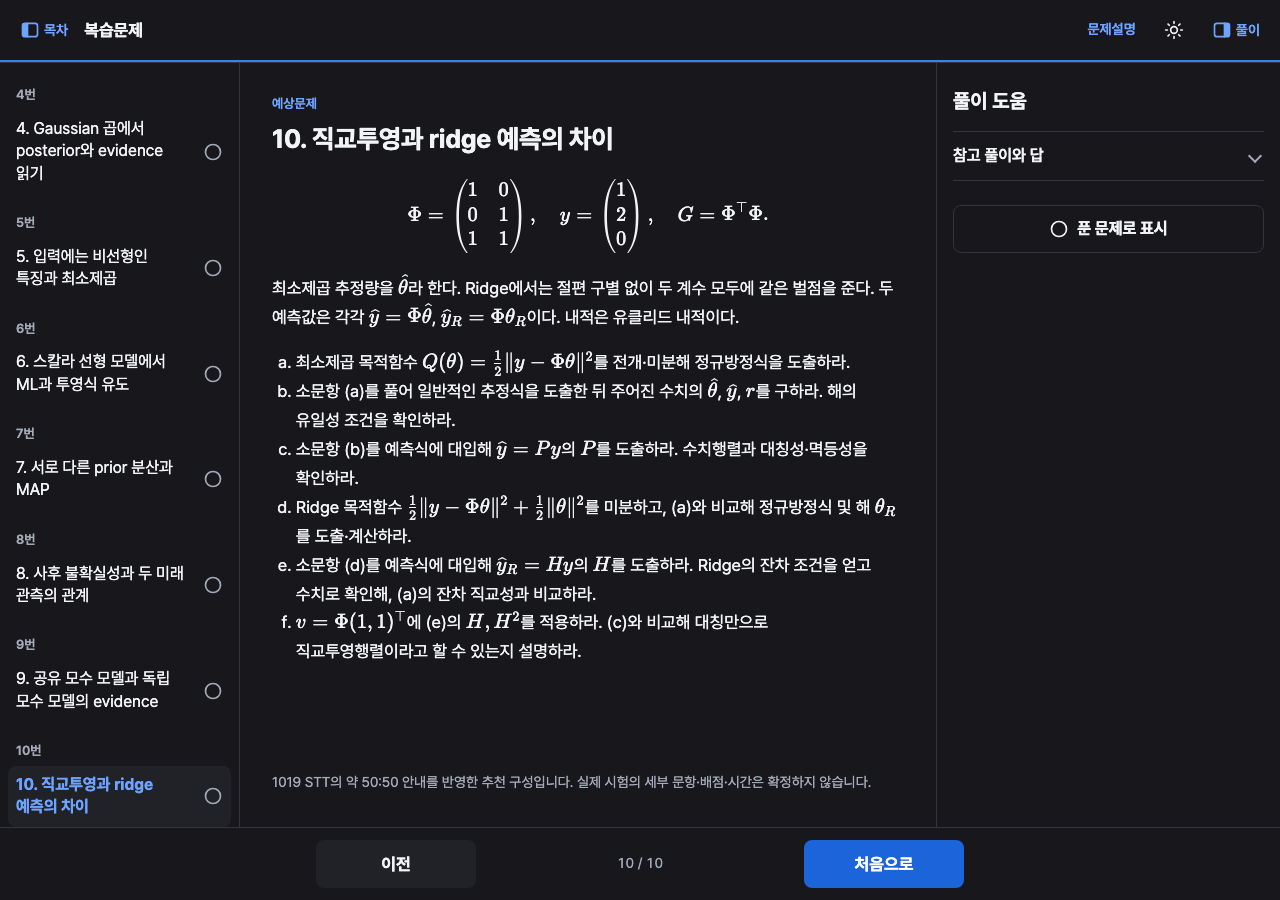 목차 복습문제 문제설명 풀이
4번
4. Gaussian 곱에서
posterior와 evidence
읽기
5번
5. 입력에는 비선형인
특징과 최소제곱
6번
6. 스칼라 선형 모델에서
ML과 투영식 유도
7번
7. 서로 다른 prior 분산과
MAP
8번
8. 사후 불확실성과 두 미래
관측의 관계
9번
9. 공유 모수 모델과 독립
모수 모델의 evidence
10번
10. 직교투영과 ridge
예측의 차이
예상문제
10. 직교투영과 ridge 예측의 차이
Φ = (1 0; 0 1; 1 1), y = (1; 2; 0), G = Φ⊤Φ.
최소제곱 추정량을 θ̂라 한다. Ridge에서는 절편 구별 없이 두 계수 모두에 같은 벌점을 준다. 두
예측값은 각각 ŷ = Φθ̂, ŷ_R = Φθ_R이다. 내적은 유클리드 내적이다.
a. 최소제곱 목적함수 Q(θ) = ½‖y − Φθ‖²를 전개·미분해 정규방정식을 도출하라.
b. 소문항 (a)를 풀어 일반적인 추정식을 도출한 뒤 주어진 수치의 θ̂, ŷ, r를 구하라. 해의
유일성 조건을 확인하라.
c. 소문항 (b)를 예측식에 대입해 ŷ = Py의 P를 도출하라. 수치행렬과 대칭성·멱등성을
확인하라.
d. Ridge 목적함수 ½‖y − Φθ‖² + ½‖θ‖²를 미분하고, (a)와 비교해 정규방정식 및 해 θ_R
를 도출·계산하라.
e. 소문항 (d)를 예측식에 대입해 ŷ_R = Hy의 H를 도출하라. Ridge의 잔차 조건을 얻고
수치로 확인해, (a)의 잔차 직교성과 비교하라.
f. v = Φ(1, 1)⊤에 (e)의 H, H²를 적용하라. (c)와 비교해 대칭만으로
직교투영행렬이라고 할 수 있는지 설명하라.
1019 STT의 약 50:50 안내를 반영한 추천 구성입니다. 실제 시험의 세부 문항·배점·시간은 확정하지 않습니다.
풀이 도움
참고 풀이와 답
푼 문제로 표시
이전 10 / 10 처음으로